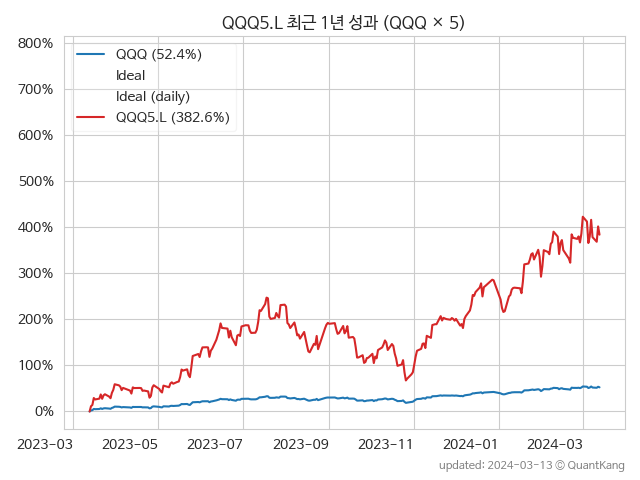 QQQ5.L 최근 1년 성과 (QQQ × 5)
800%
700%
600%
500%
400%
300%
200%
100%
0%
QQQ (52.4%)
Ideal
Ideal (daily)
QQQ5.L (382.6%)
2023-03 2023-05 2023-07 2023-09 2023-11 2024-01 2024-03
updated: 2024-03-13 © QuantKang